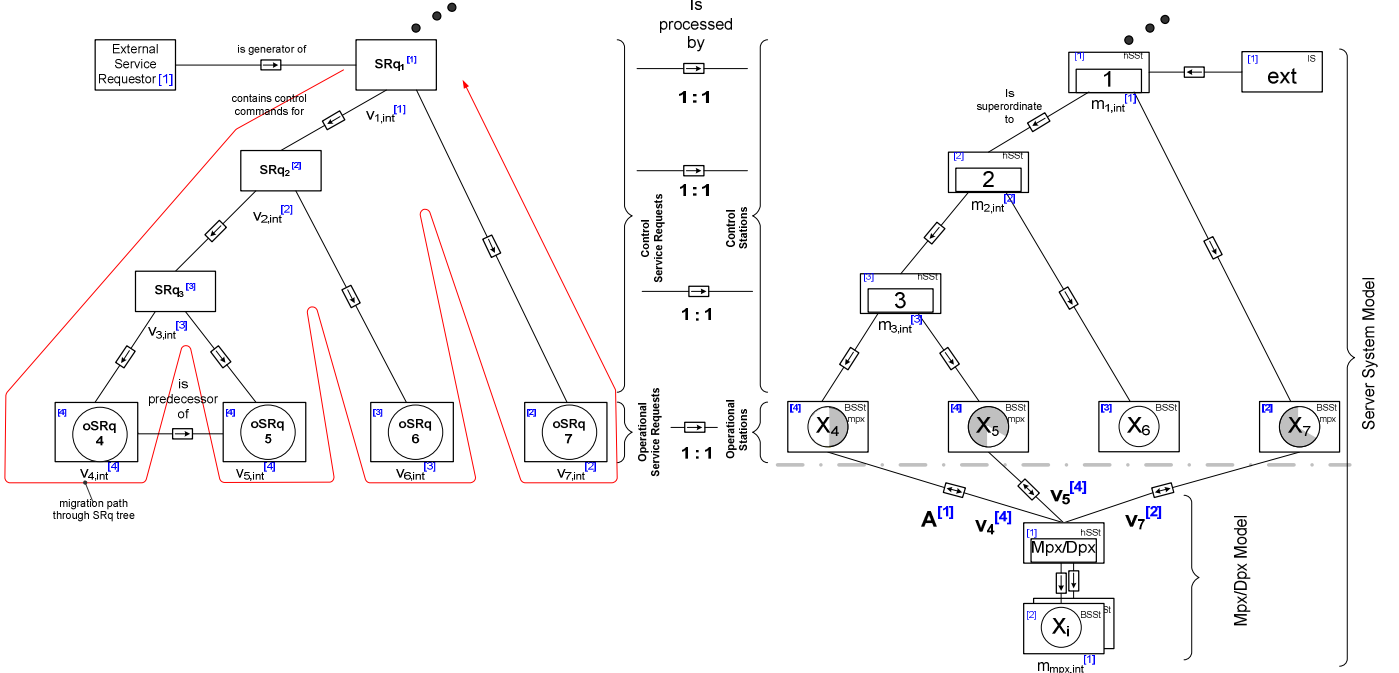 Is
processed
by
External
Service
Requestor [1]
is generator of
SRq1 [1]
contains control
commands for
v1,int[1]
SRq2 [2]
v2,int[2]
SRq3 [3]
v3,int[3]
is
predecessor
of
[4]
oSRq
4
v4,int[4]
[4]
oSRq
5
v5,int[4]
[3]
oSRq
6
v6,int[3]
[2]
oSRq
7
v7,int[2]
migration path
through SRq tree
1:1
1:1
1:1
1:1
Control
Service Requests
Operational
Service Requests
Control
Stations
Operational
Stations
[1]
hSSt
1
m1,int[1]
[1]
IS
ext
Is
superordinate
to
[2]
hSSt
2
m2,int[2]
[3]
hSSt
3
m3,int[3]
[4]
BSSt
mpx
X4
[4]
BSSt
mpx
X5
[3]
BSSt
X6
[2]
BSSt
mpx
X7
A[1]
v4[4]
v5[4]
v7[2]
[1]
hSSt
Mpx/Dpx
[2]
BSSt
Xi
mmpx,int[1]
Mpx/Dpx Model
Server System Model